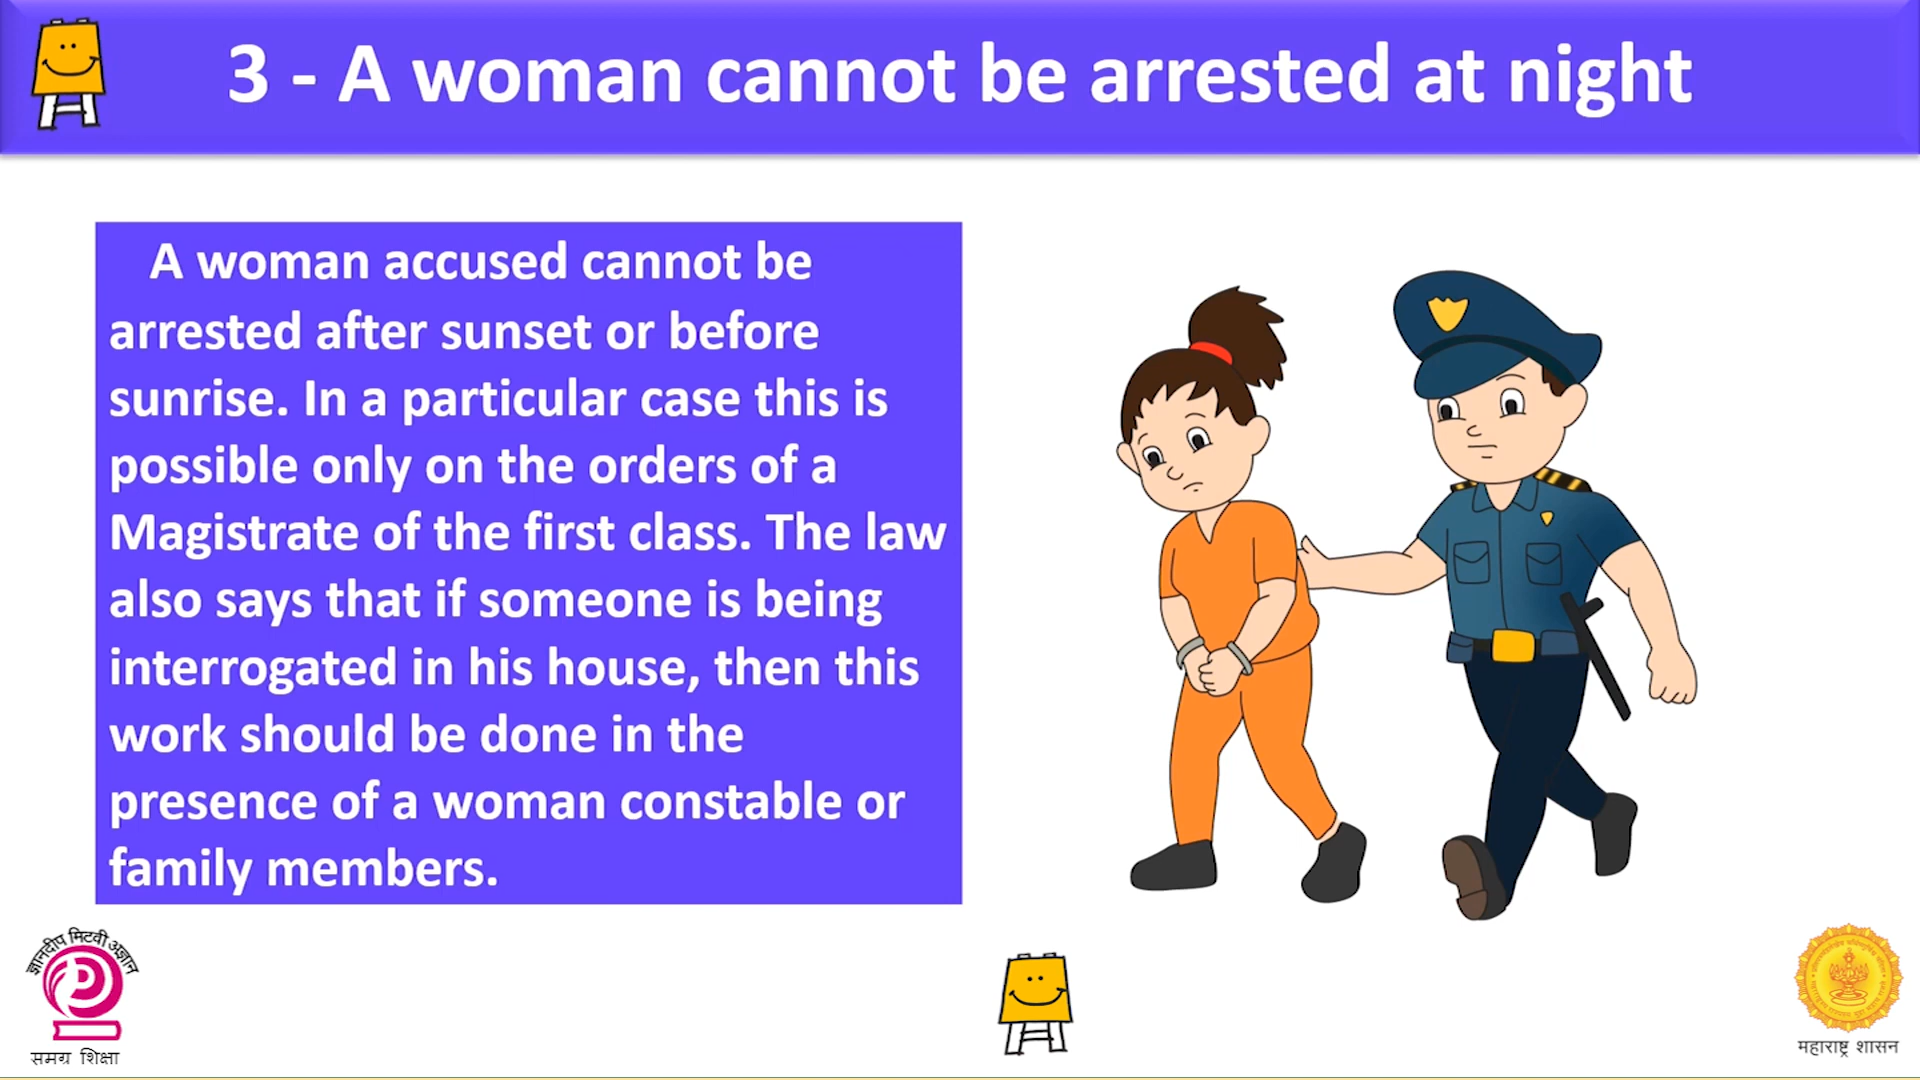 3 - A woman cannot be arrested at night
A woman accused cannot be
arrested after sunset or before
sunrise. In a particular case this is
possible only on the orders of a
Magistrate of the first class. The law
also says that if someone is being
interrogated in his house, then this
work should be done in the
presence of a woman constable or
family members.
ज्ञानदीप मिटवी अज्ञान
समग्र शिक्षा
महाराष्ट्र शासन